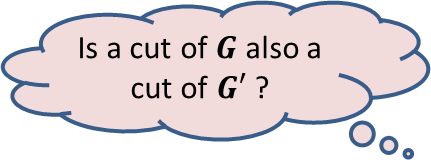 Is a cut of G also a
cut of G′ ?